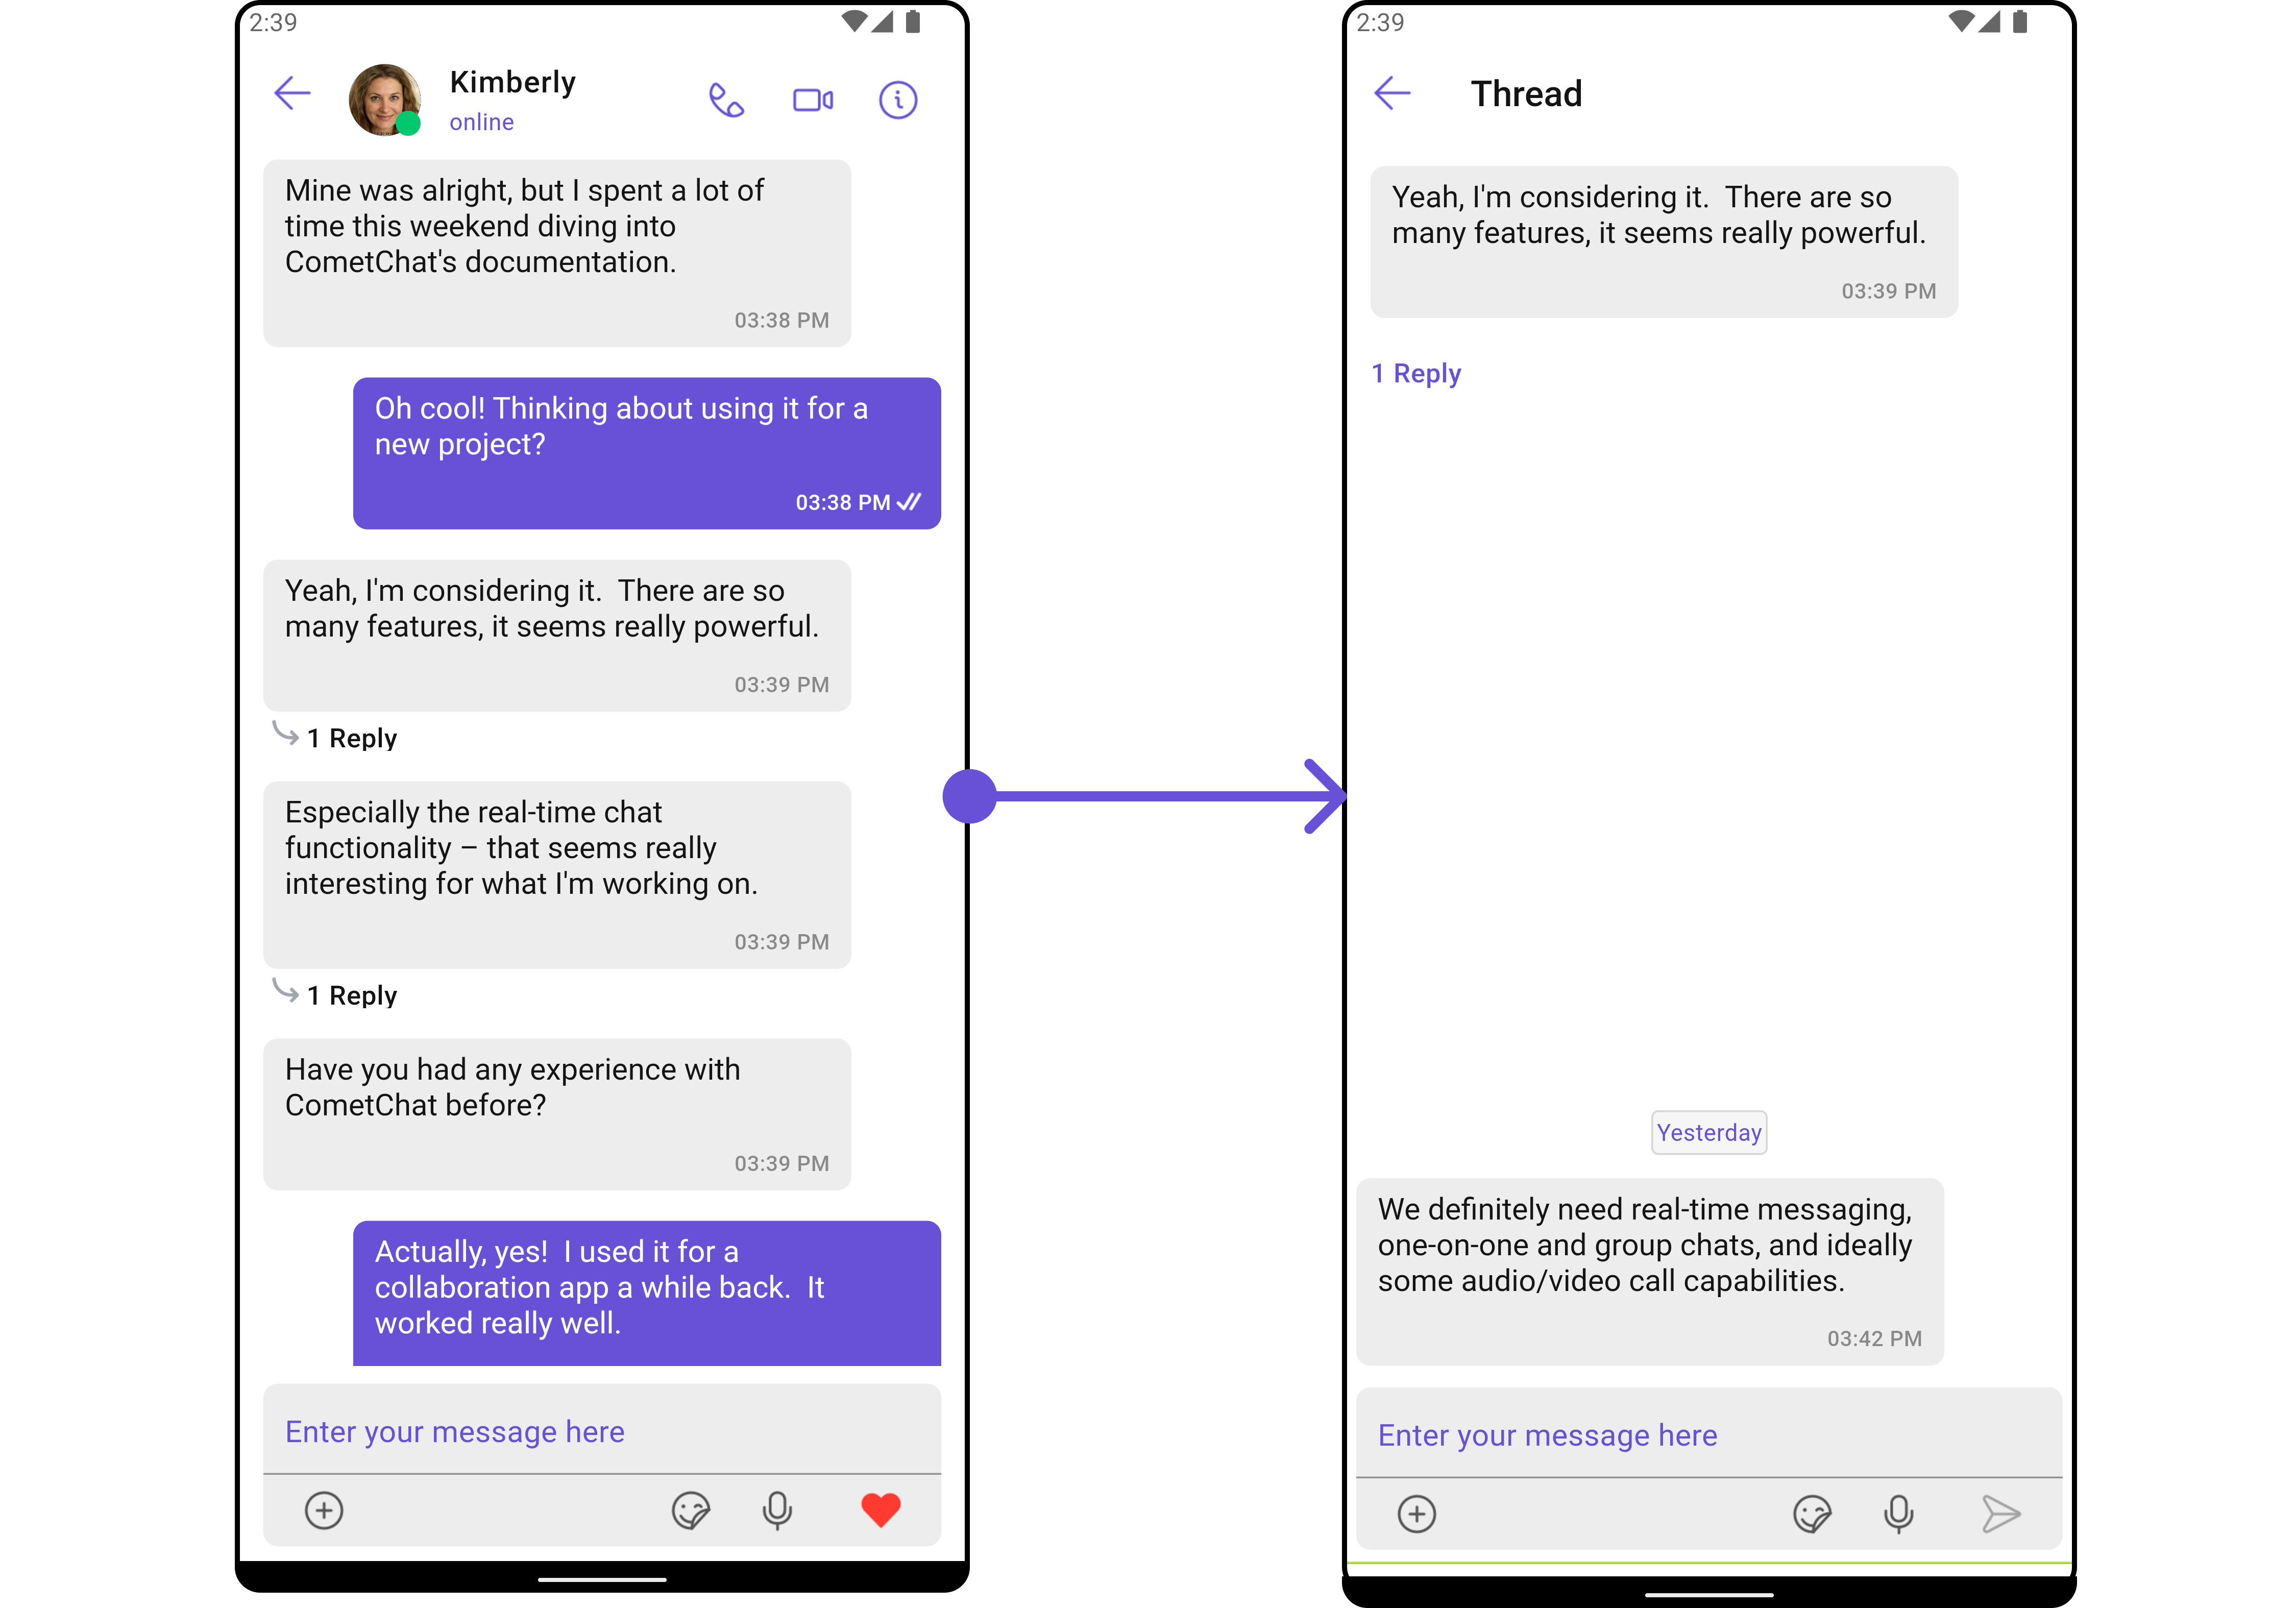 2:39
Kimberly
online
Mine was alright, but I spent a lot of
time this weekend diving into
CometChat's documentation.
03:38 PM
Oh cool! Thinking about using it for a
new project?
03:38 PM
Yeah, I'm considering it.  There are so
many features, it seems really powerful.
03:39 PM
1 Reply
Especially the real-time chat
functionality – that seems really
interesting for what I'm working on.
03:39 PM
1 Reply
Have you had any experience with
CometChat before?
03:39 PM
Actually, yes!  I used it for a
collaboration app a while back.  It
worked really well.
Enter your message here
2:39
Thread
Yeah, I'm considering it.  There are so
many features, it seems really powerful.
03:39 PM
1 Reply
Yesterday
We definitely need real-time messaging,
one-on-one and group chats, and ideally
some audio/video call capabilities.
03:42 PM
Enter your message here